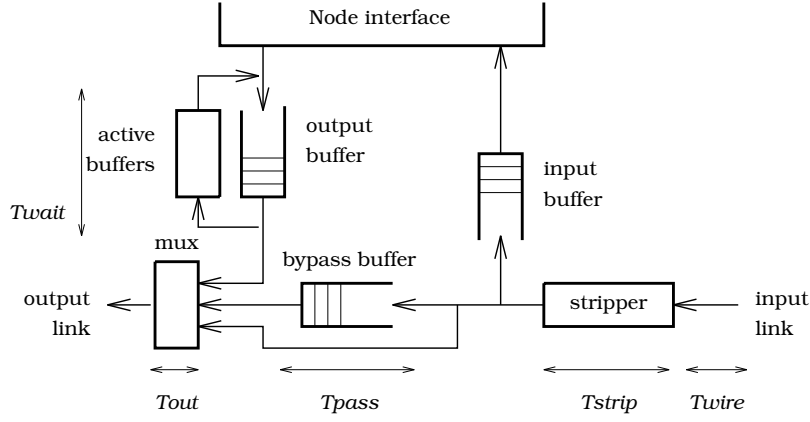 Node interface
active
buffers
output
buffer
input
buffer
Twait
mux
bypass buffer
output
link
stripper
input
link
Tout
Tpass
Tstrip
Twire